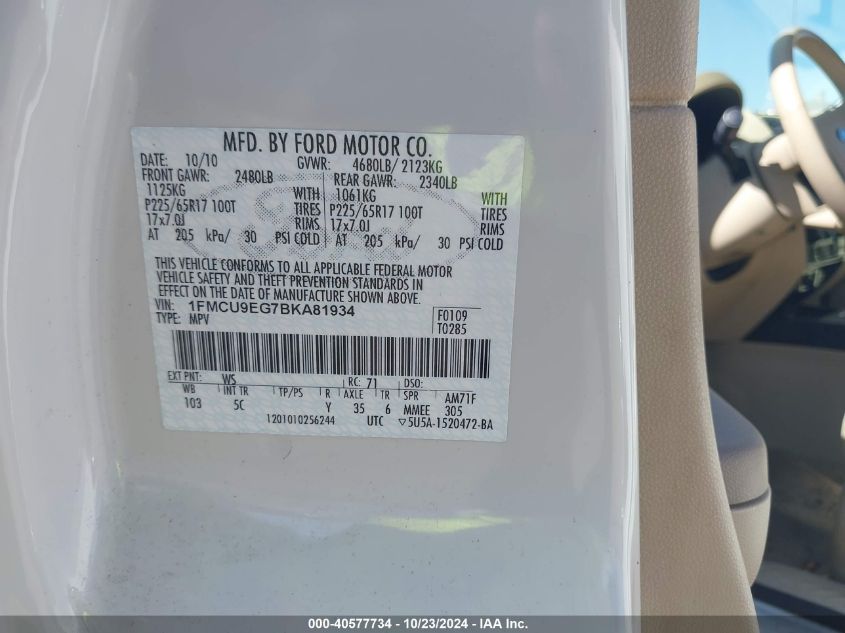 MFD. BY FORD MOTOR CO.
DATE: 10/10 GVWR: 4680LB/ 2123KG
FRONT GAWR: 2480LB REAR GAWR: 2340LB
1125KG WITH 1061KG WITH
P225/65R17 100T TIRES P225/65R17 100T TIRES
17x7.0J RIMS 17x7.0J RIMS
AT 205 kPa/ 30 PSI COLD AT 205 kPa/ 30 PSI COLD
THIS VEHICLE CONFORMS TO ALL APPLICABLE FEDERAL MOTOR
VEHICLE SAFETY AND THEFT PREVENTION STANDARDS IN
EFFECT ON THE DATE OF MANUFACTURE SHOWN ABOVE.
VIN: 1FMCU9EG7BKA81934 F0109
TYPE: MPV T0285
EXT PNT: WS RC: 71 DSO:
WB INT TR TP/PS R AXLE TR SPR AM71F
103 5C Y 35 6 MMEE 305
1201010256244 UTC ▽5U5A-1520472-BA
000-40577734 - 10/23/2024 - IAA Inc.